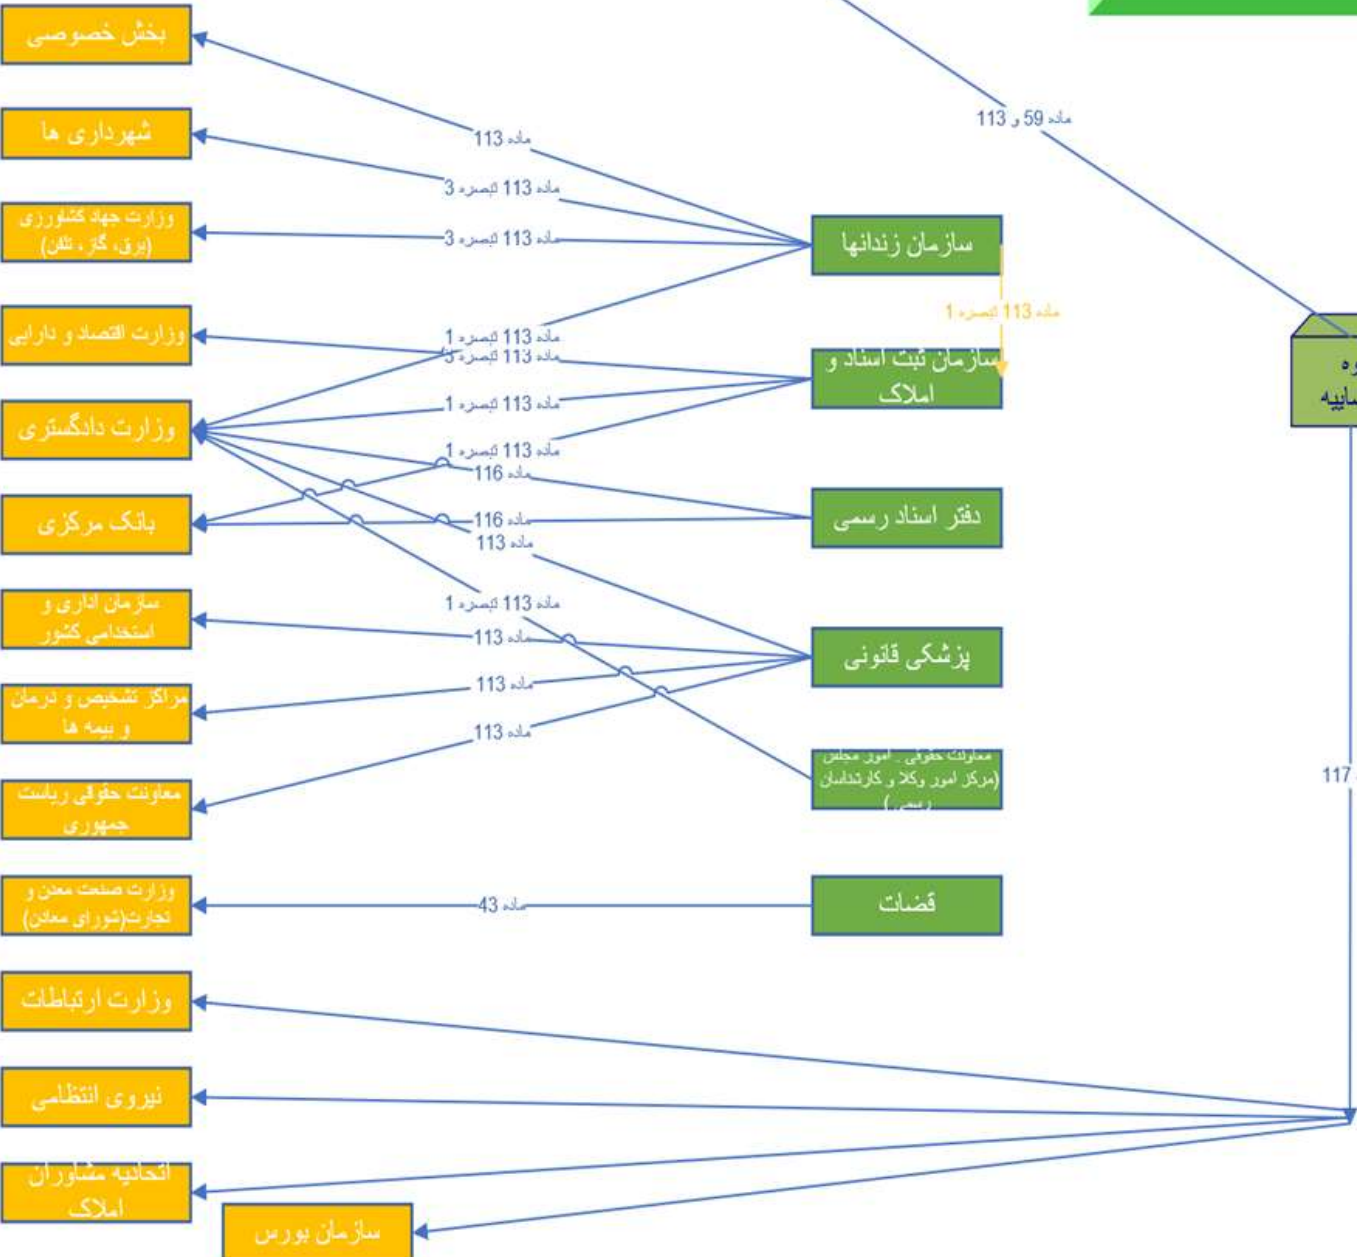 بخش خصوصی
شهرداری ها
وزارت جهاد کشاورزی
(برق، گاز، تلفن)
وزارت اقتصاد و دارایی
وزارت دادگستری
بانک مرکزی
سازمان اداری و
استخدامی کشور
مراکز تشخیص و درمان
و بیمه ها
معاونت حقوقی ریاست
جمهوری
وزارت صنعت معدن و
تجارت(شورای معادن)
وزارت ارتباطات
نیروی انتظامی
اتحادیه مشاوران
املاک
سازمان بورس
ماده 113
ماده 113 تبصره 3
ماده 113 تبصره 3
ماده 113 تبصره 1
ماده 113 تبصره 3
ماده 113 تبصره 1
ماده 113 تبصره 1
ماده 116
ماده 116
ماده 113
ماده 113 تبصره 1
ماده 113
ماده 113
ماده 113
ماده 43
سازمان زندانها
ماده 113 تبصره 1
سازمان ثبت اسناد و
املاک
دفتر اسناد رسمی
پزشکی قانونی
معاونت حقوقی . امور مجلس
(مرکز امور وکلا و کارشناسان
رسمی )
قضات
ماده 59 و 113
117